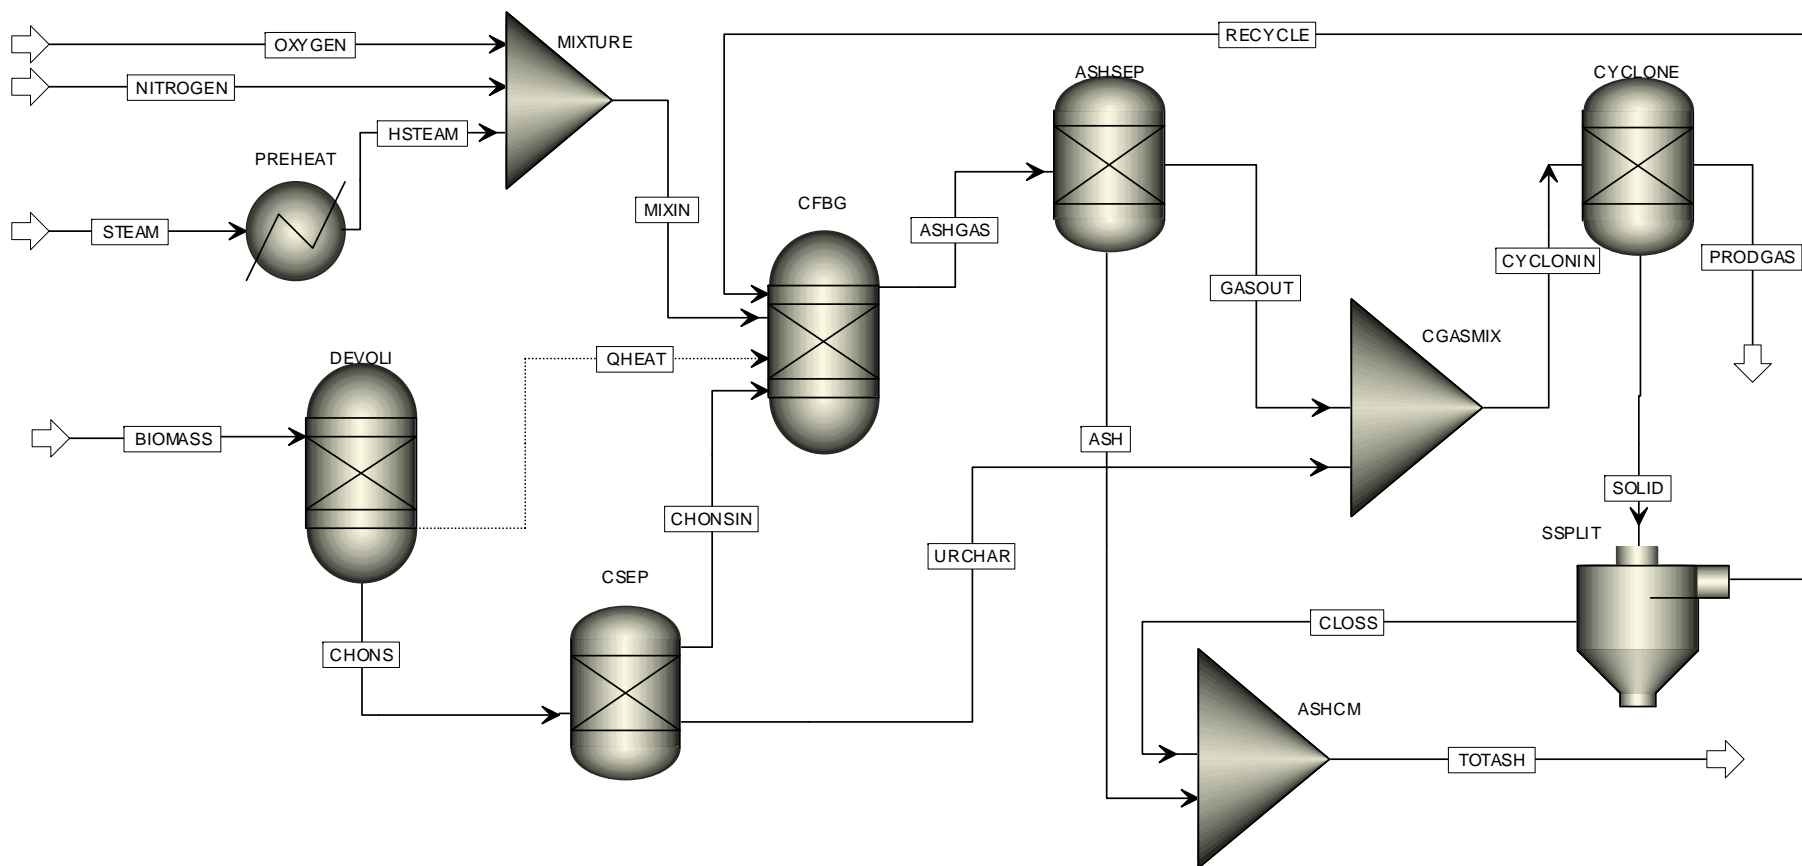 OXYGEN
MIXTURE
RECYCLE
ASHSEP
CYCLONE
NITROGEN
HSTEAM
PREHEAT
STEAM
MIXIN
CFBG
ASHGAS
CYCLONIN
PRODGAS
GASOUT
CGASMIX
DEVOLI
QHEAT
BIOMASS
ASH
SOLID
CHONSIN
SSPLIT
URCHAR
CSEP
CLOSS
CHONS
ASHCM
TOTASH